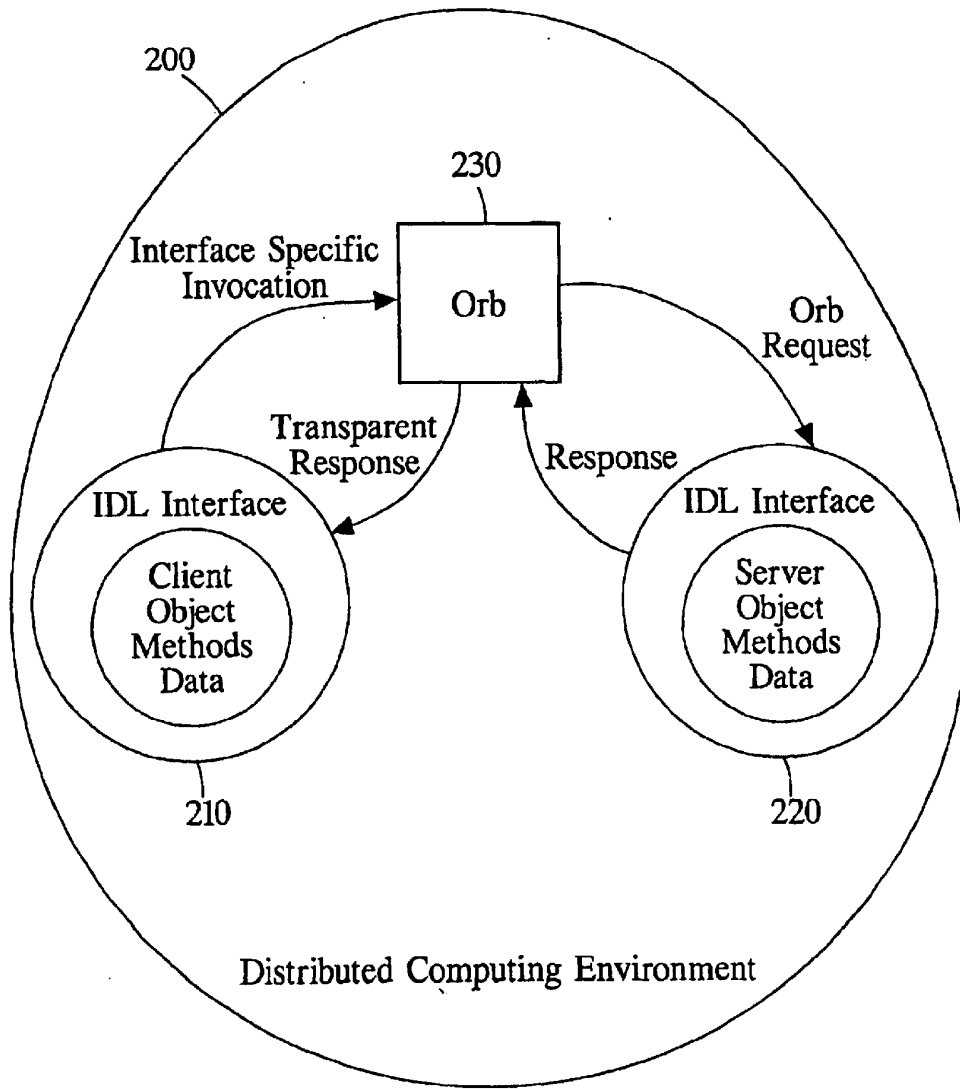 200
230
Interface Specific
Invocation
Orb
Orb
Request
Transparent
Response
Response
IDL Interface
Client
Object
Methods
Data
IDL Interface
Server
Object
Methods
Data
210
220
Distributed Computing Environment